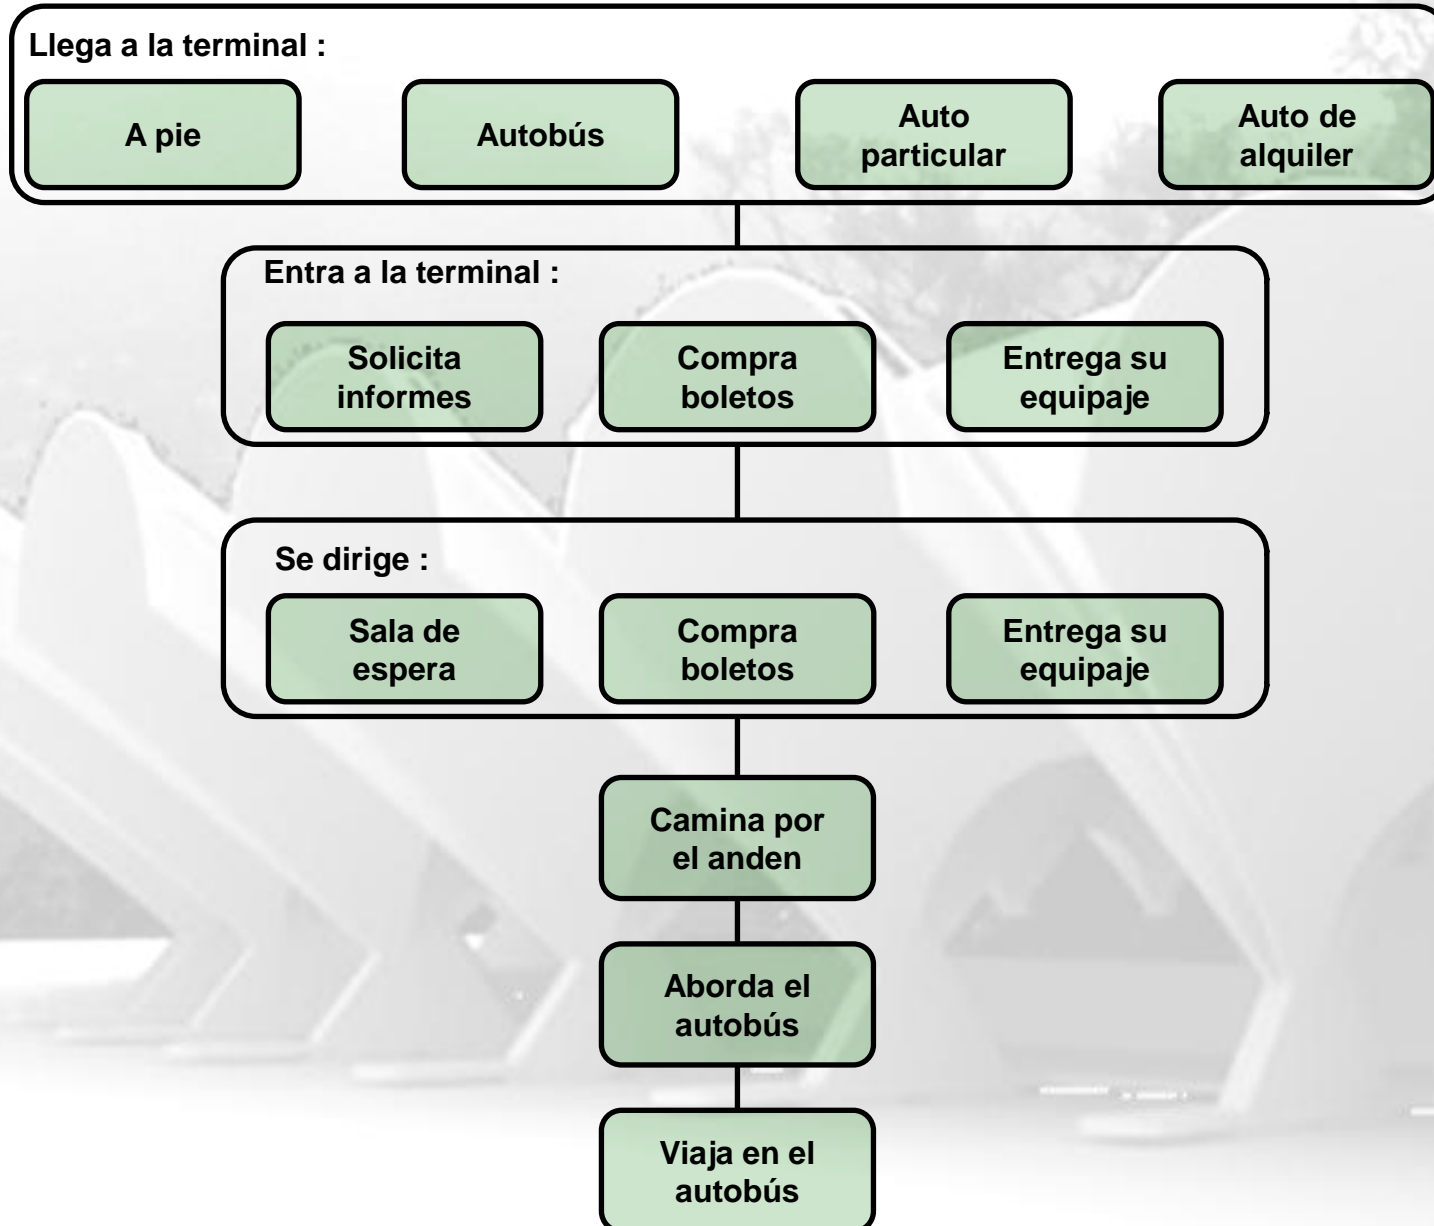 Llega a la terminal :
A pie
Autobús
Auto
particular
Auto de
alquiler
Entra a la terminal :
Solicita
informes
Compra
boletos
Entrega su
equipaje
Se dirige :
Sala de
espera
Compra
boletos
Entrega su
equipaje
Camina por
el anden
Aborda el
autobús
Viaja en el
autobús